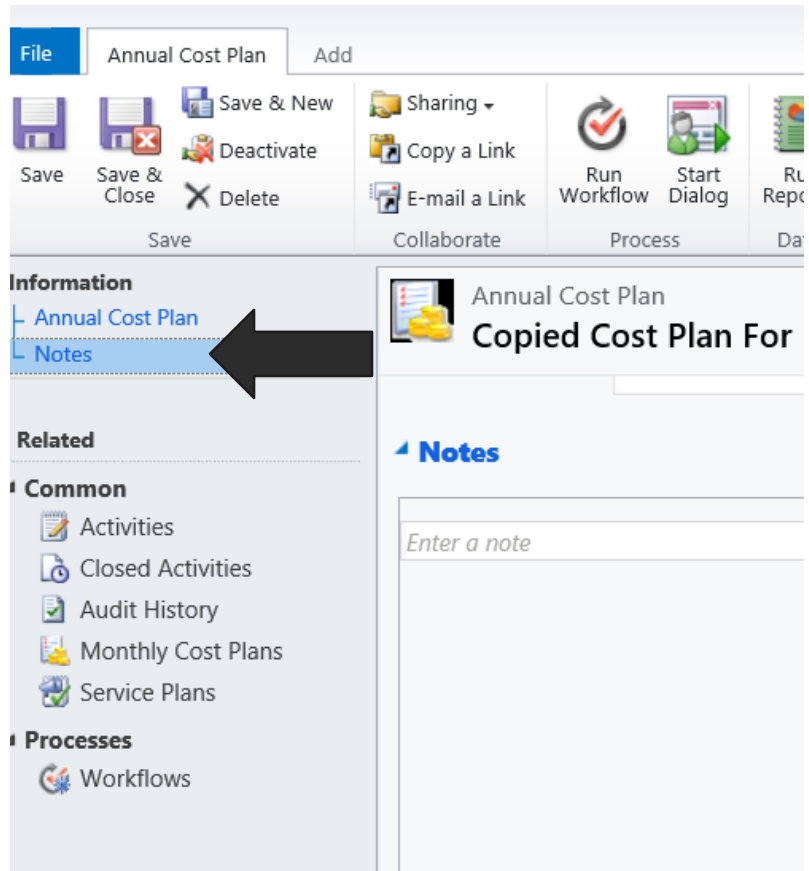 File
Annual Cost Plan
Add
Save
Save &
Close
Save & New
Deactivate
Delete
Save
Sharing
Copy a Link
E-mail a Link
Collaborate
Run
Workflow
Start
Dialog
Process
Information
Annual Cost Plan
Notes
Related
Common
Activities
Closed Activities
Audit History
Monthly Cost Plans
Service Plans
Processes
Workflows
Annual Cost Plan
Copied Cost Plan For
Notes
Enter a note